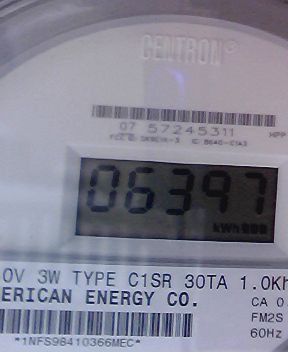 CENTRON®
07 57245311
HPP
06397
kWh
0V 3W TYPE C1SR 30TA 1.0Kh
ERICAN ENERGY CO.
CA 0
FM2S
60Hz
*1NFS98410366MEC*